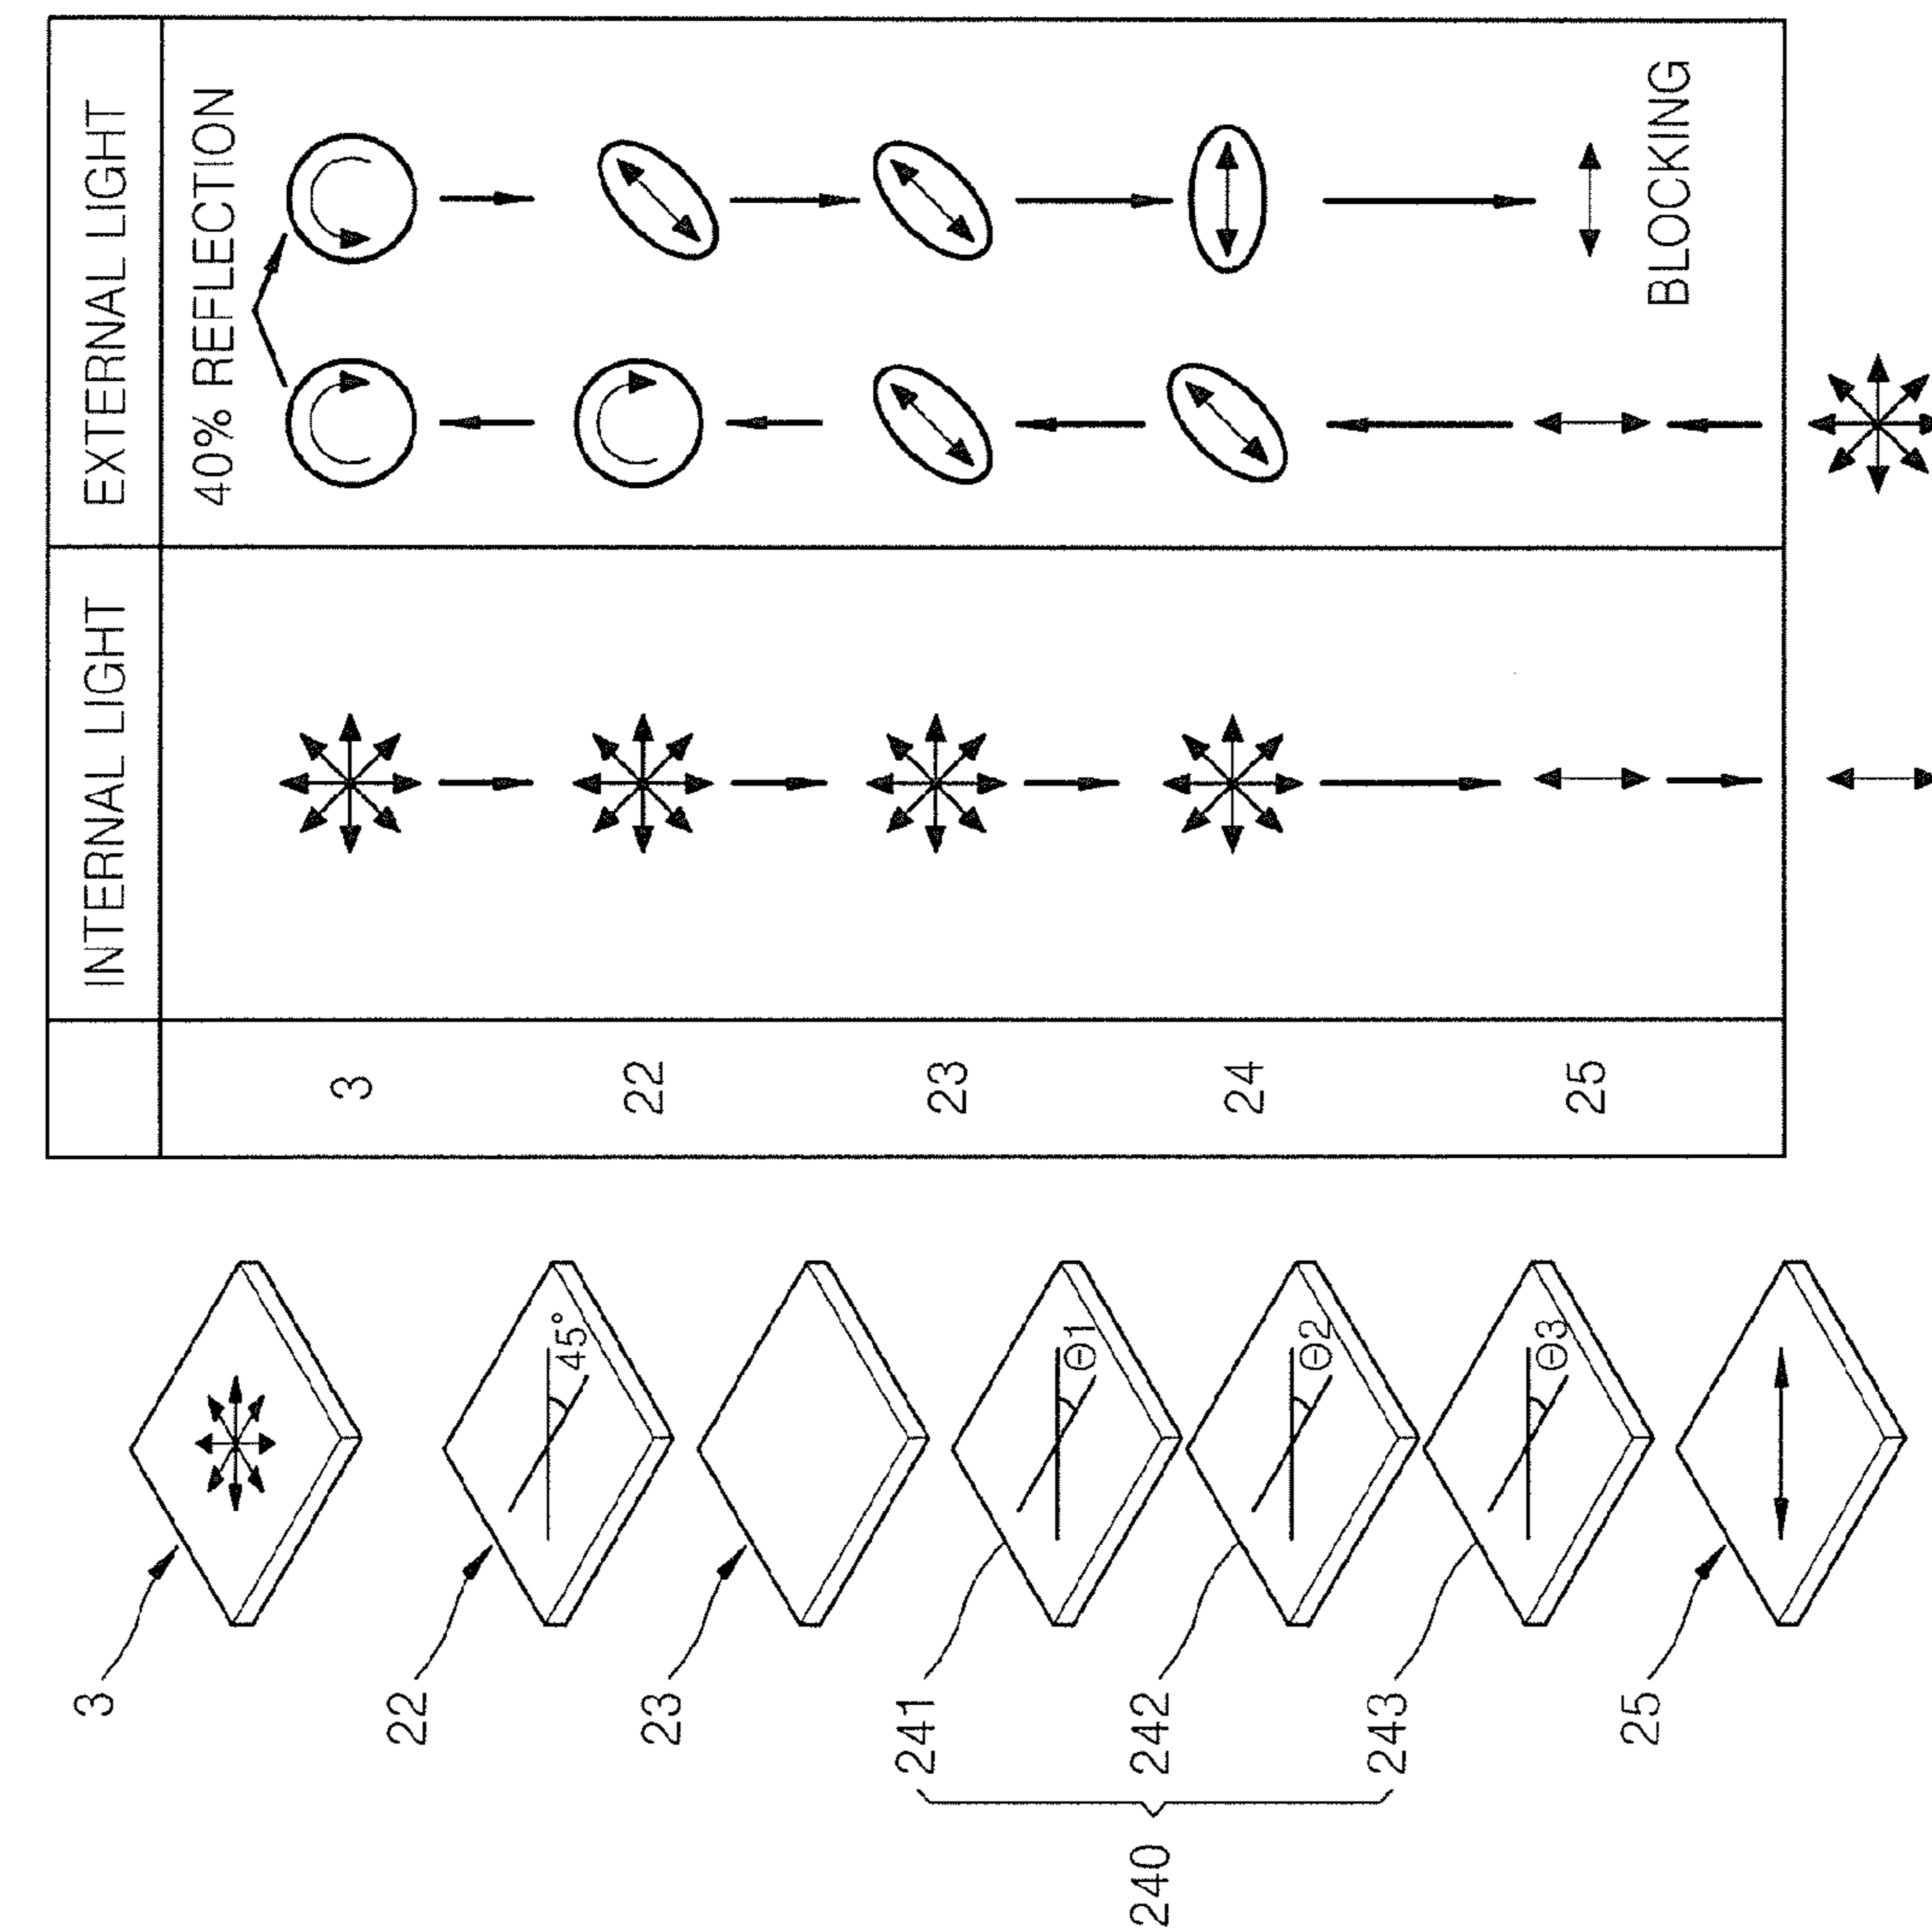 INTERNAL LIGHT
EXTERNAL LIGHT
40% REFLECTION
3
22
23
24
25
BLOCKING
3
22
45°
23
240
241
Θ1
242
Θ2
243
Θ3
25